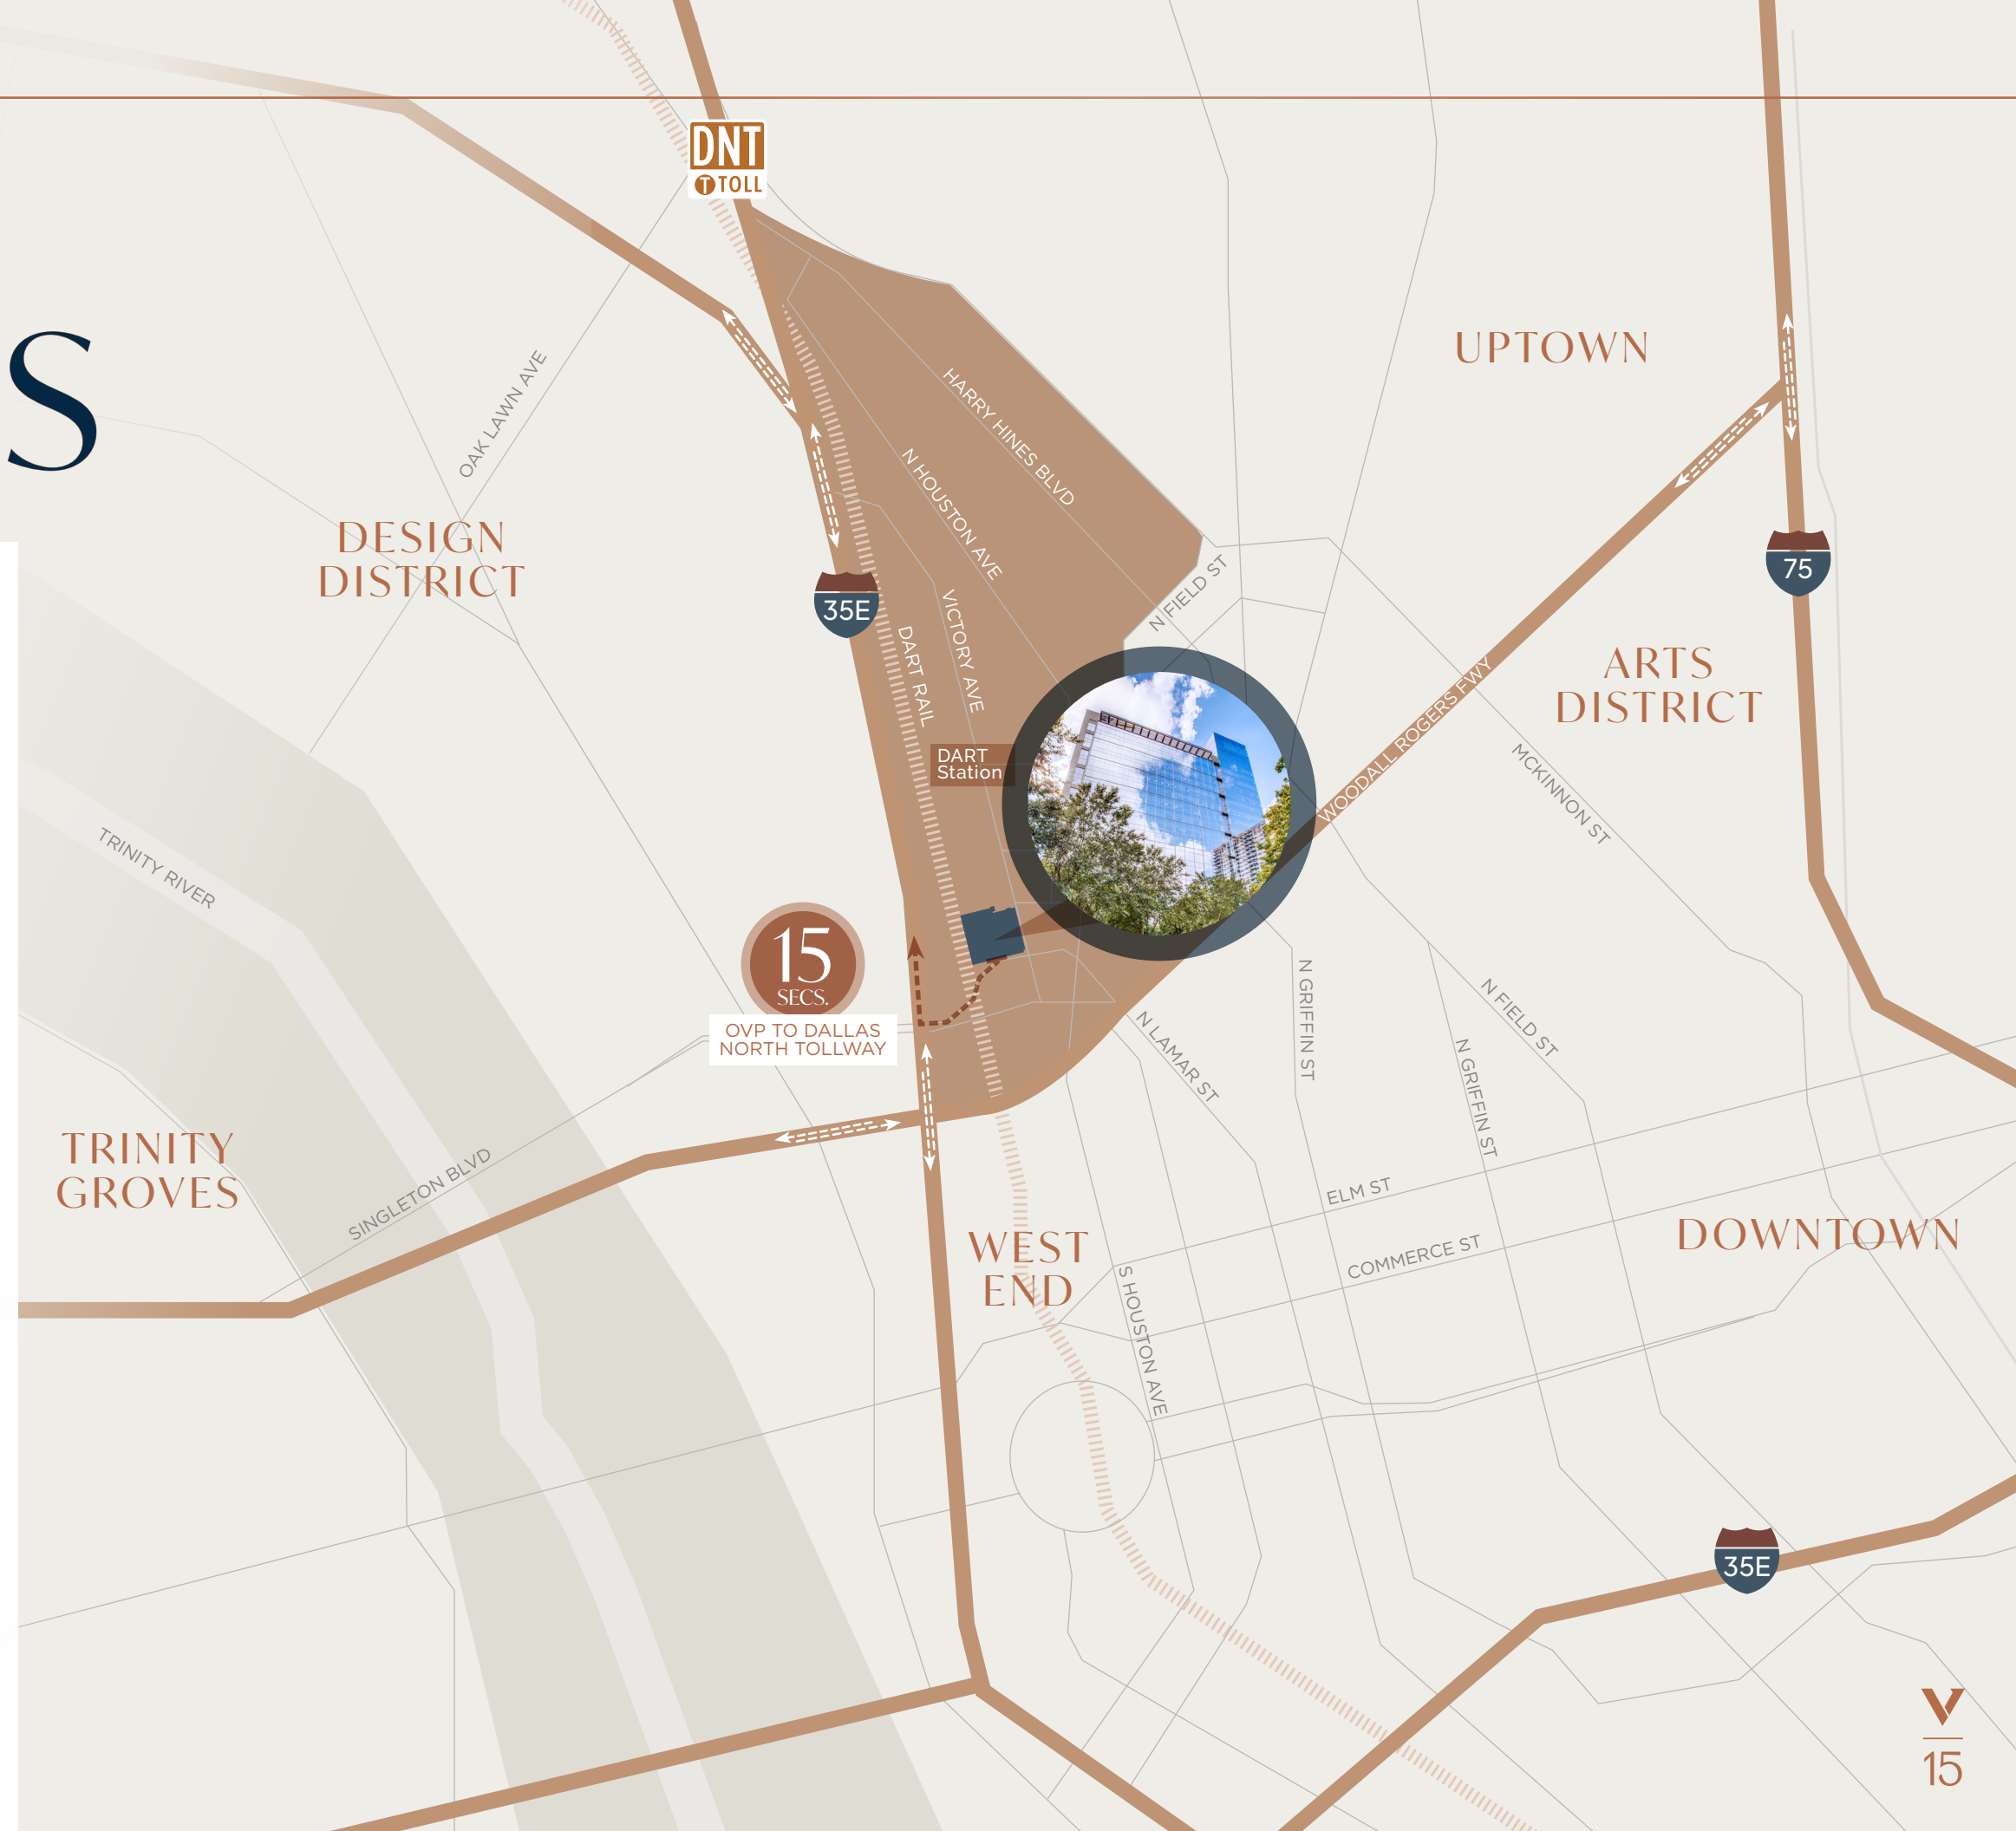 DNT
T TOLL
UPTOWN
S
OAK LAWN AVE
HARRY HINES BLVD
N HOUSTON AVE
DESIGN
DISTRICT
35E
75
N FIELD ST
VICTORY AVE
DART RAIL
ARTS
DISTRICT
WOODALL ROGERS FWY
DART
Station
MCKINNON ST
TRINITY RIVER
15
SECS.
OVP TO DALLAS
NORTH TOLLWAY
N GRIFFIN ST
N FIELD ST
N LAMAR ST
N GRIFFIN ST
TRINITY
GROVES
SINGLETON BLVD
ELM ST
WEST
END
COMMERCE ST
DOWNTOWN
S HOUSTON AVE
35E
15